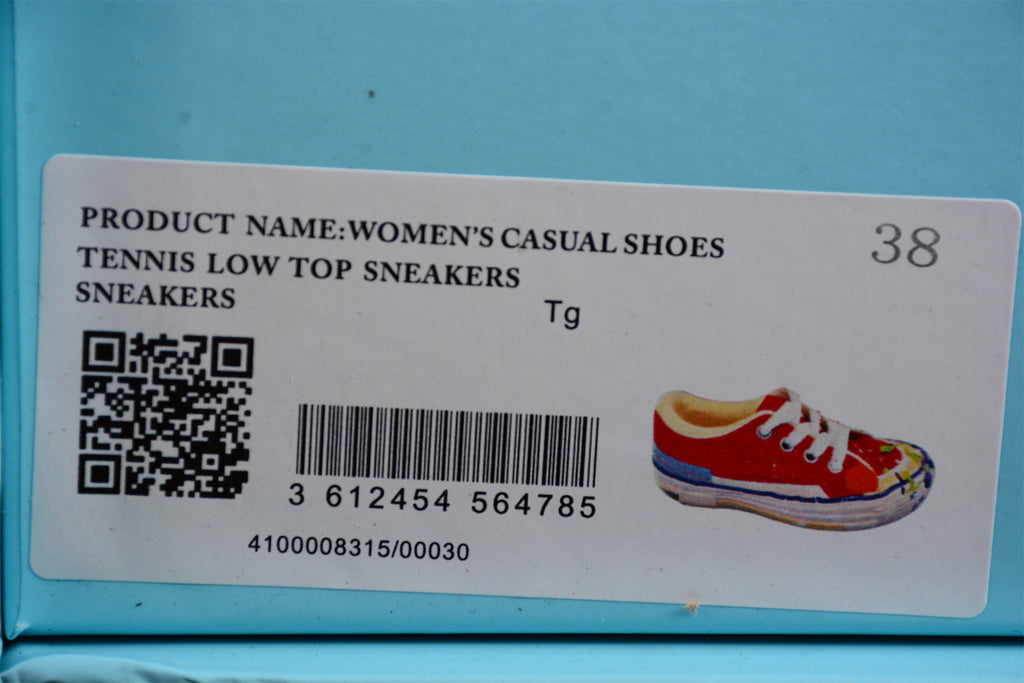 PRODUCT NAME:WOMEN'S CASUAL SHOES
38
TENNIS LOW TOP SNEAKERS
SNEAKERS
Tg
3 612454 564785
4100008315/00030